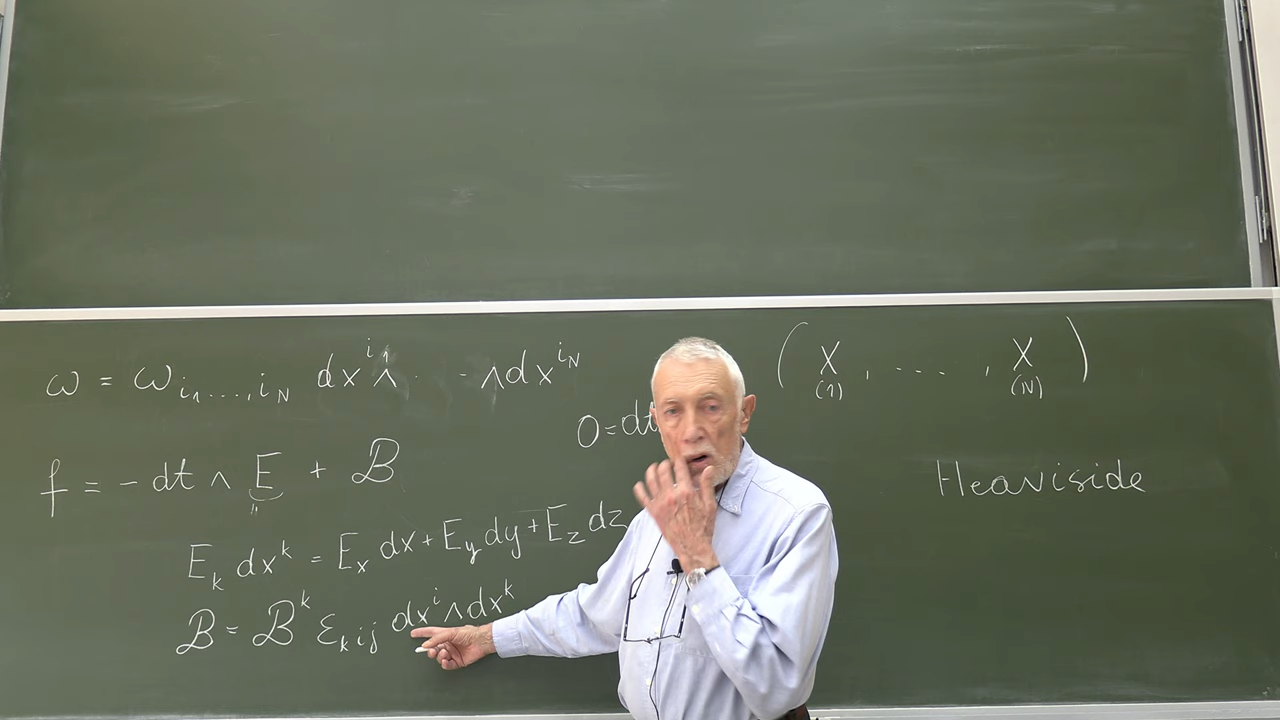 ω = ω_{i_1, ...., i_N} dx^{i_1} ∧ . - ∧ dx^{i_N}
( X_{(1)} , .... , X_{(N)} )
0 = dt
f = - dt ∧ E + B
Heaviside
E_k dx^k = E_x dx + E_y dy + E_z dz
B = B^k ε_{kij} dx^i ∧ dx^k